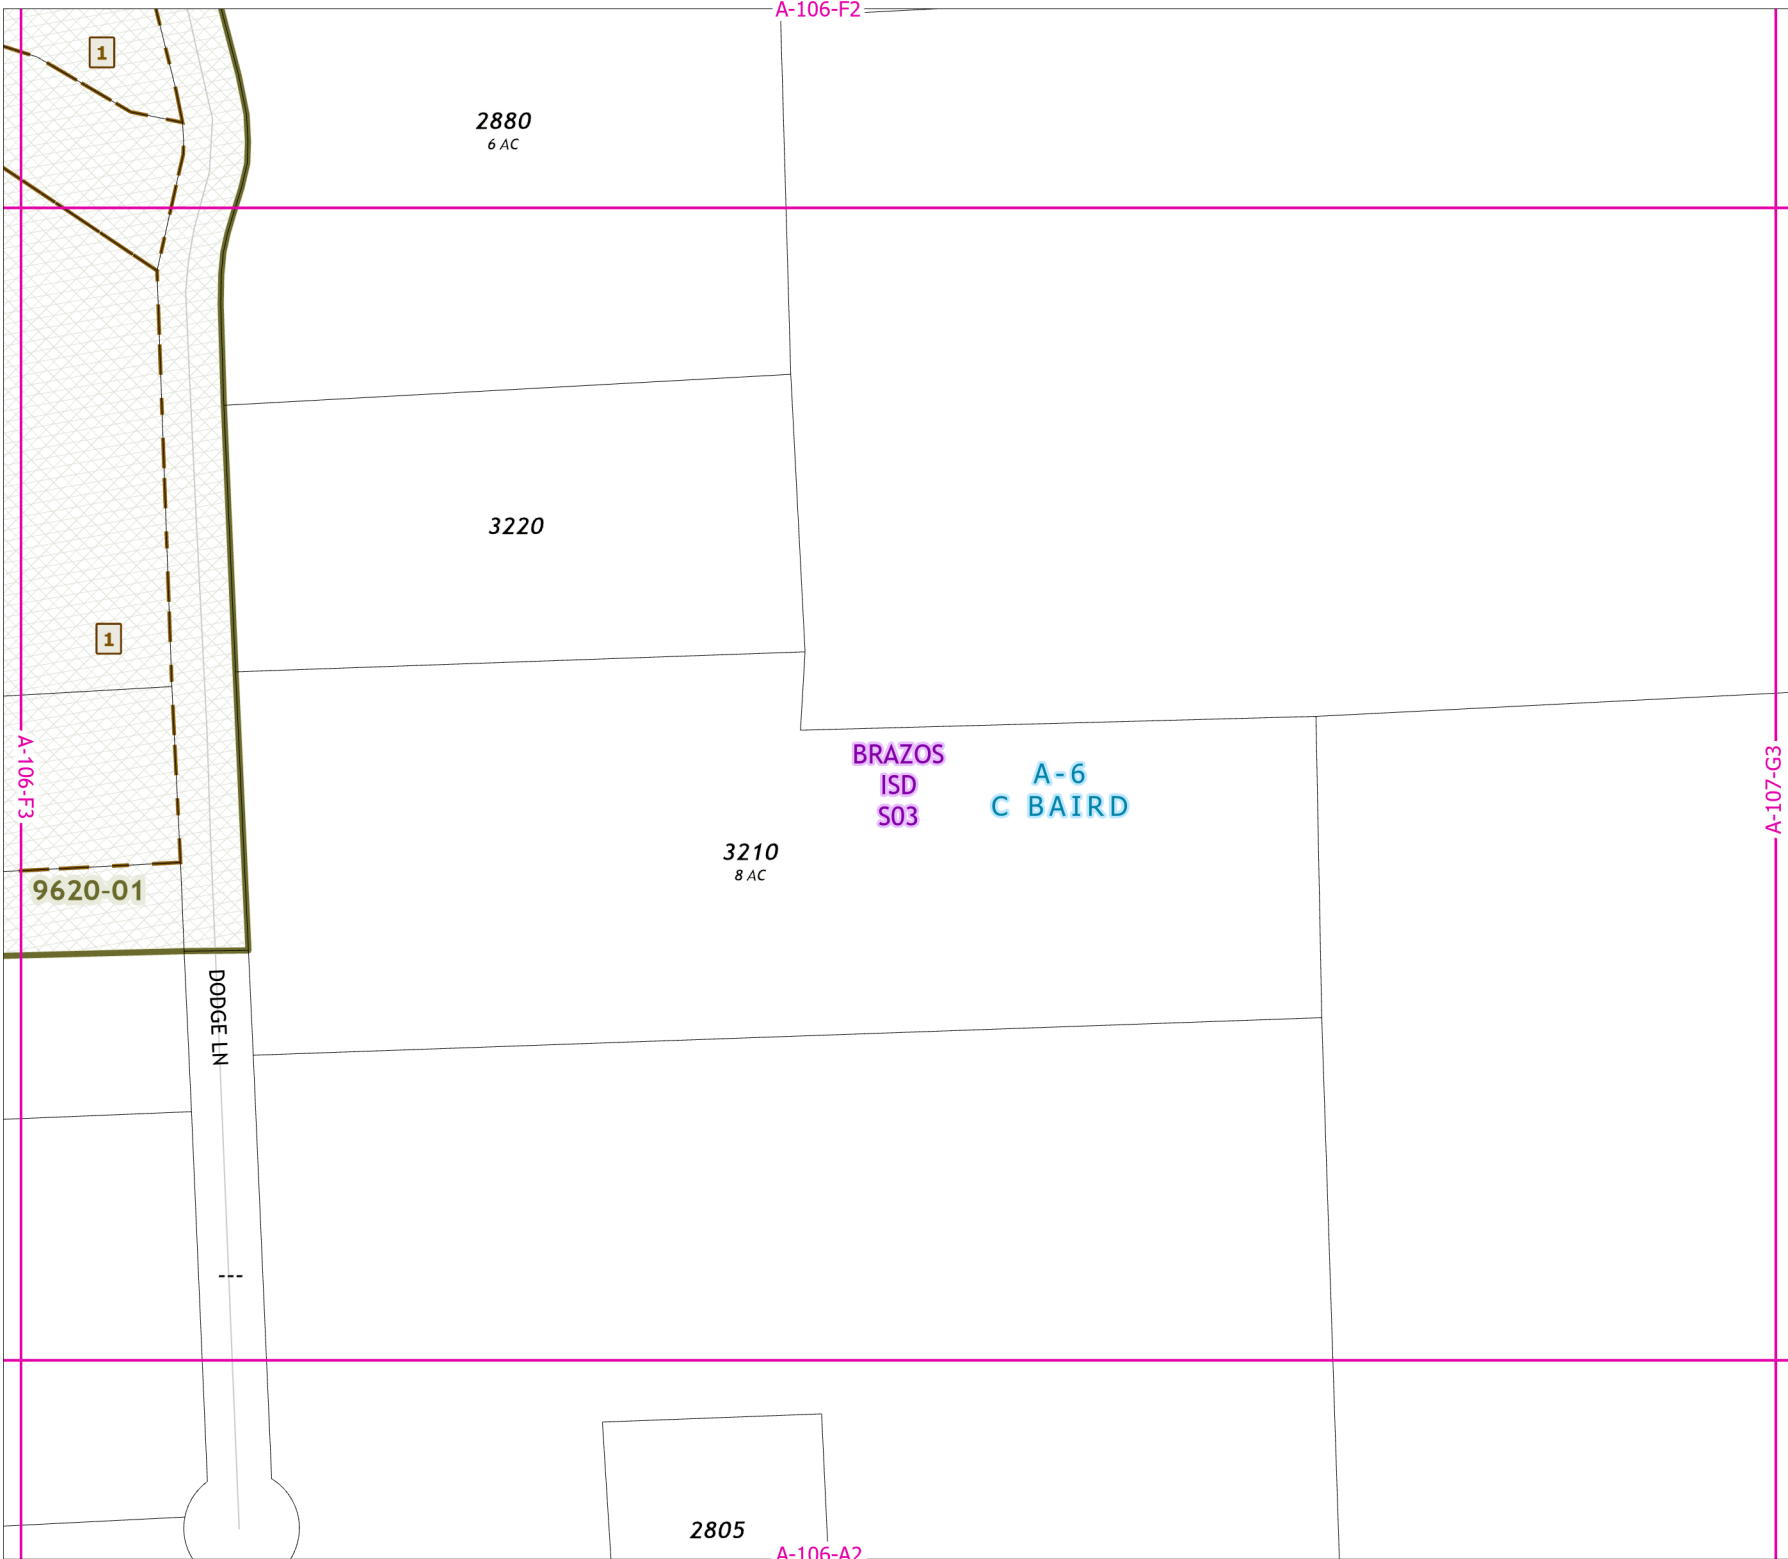 A-106-F2
1
2880
6 AC
3220
1
A-106-F3
BRAZOS
ISD
S03
A-6
C BAIRD
A-107-G3
3210
8 AC
9620-01
DODGE LN
---
2805
A-106-A2